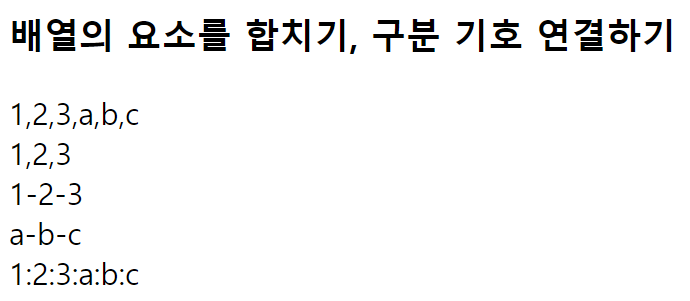 배열의 요소를 합치기, 구분 기호 연결하기
1,2,3,a,b,c
1,2,3
1-2-3
a-b-c
1:2:3:a:b:c